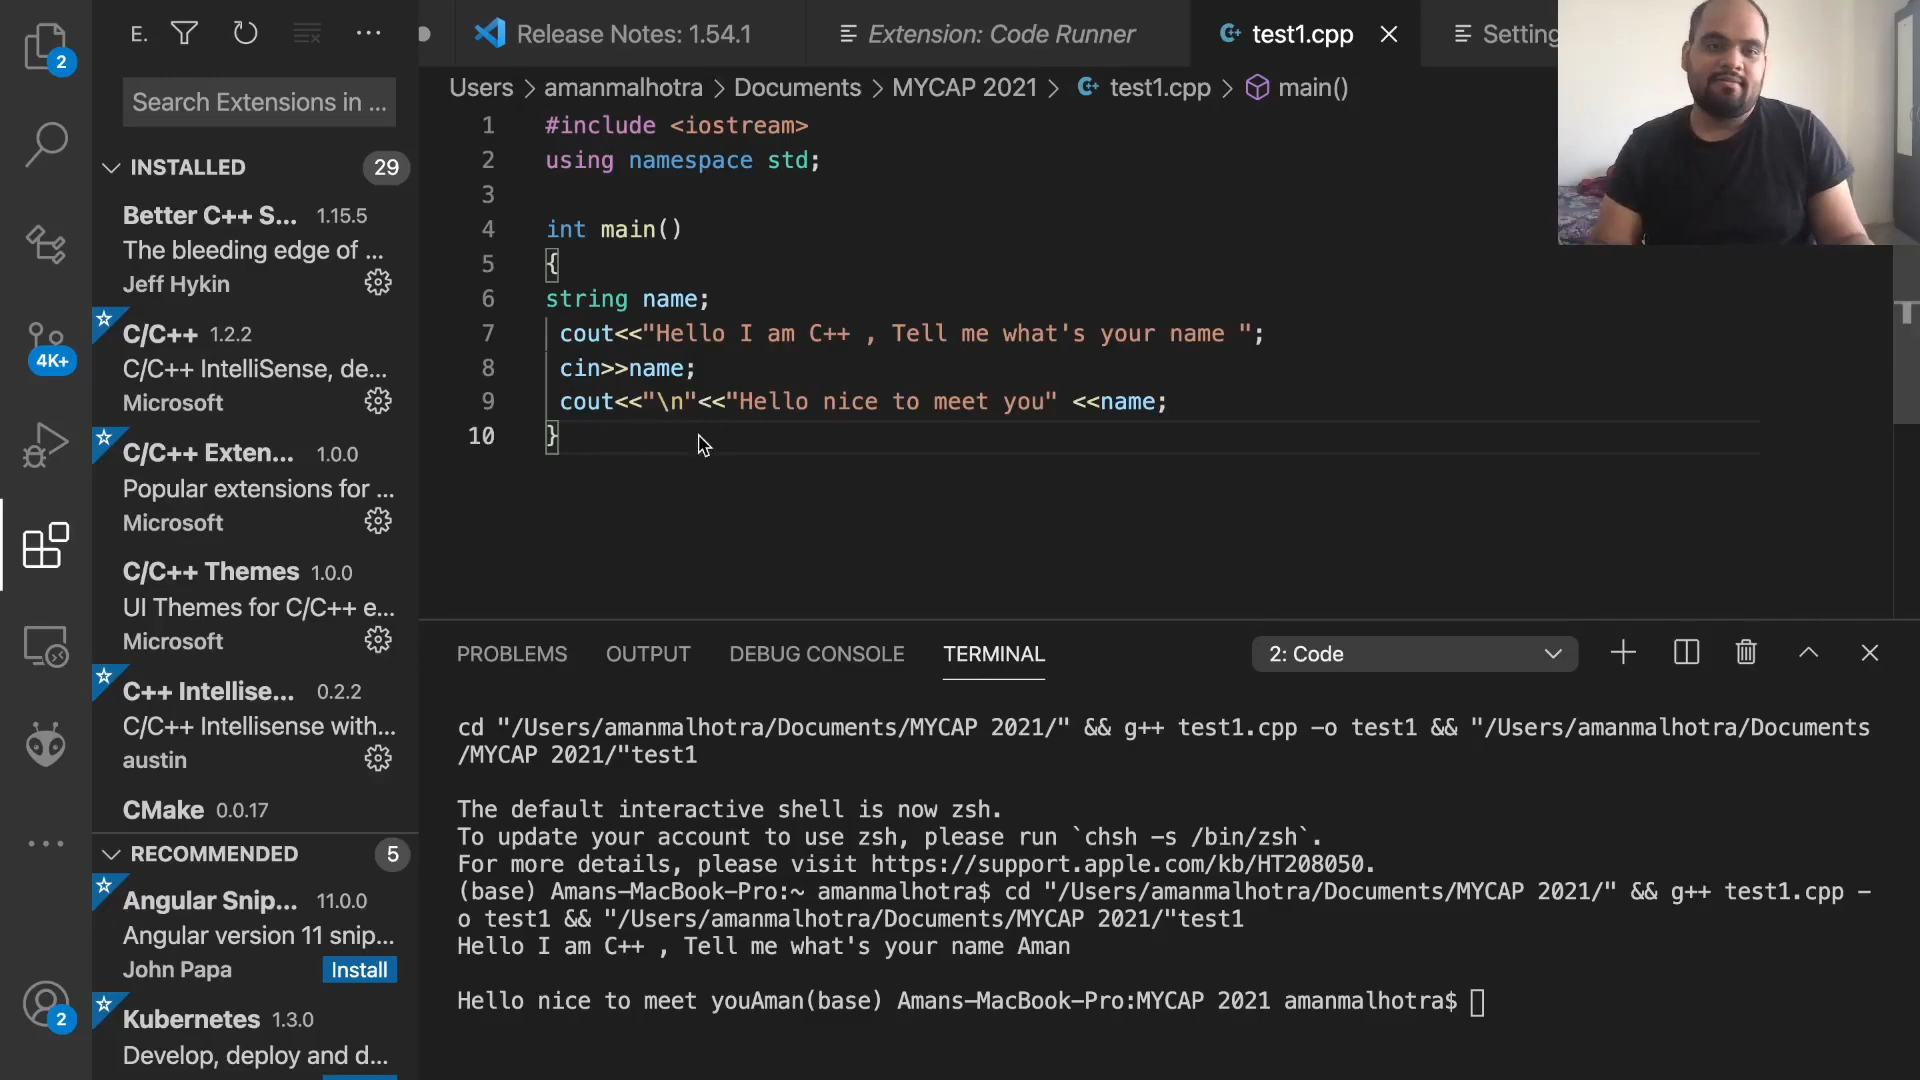 E.
Release Notes: 1.54.1
Extension: Code Runner
test1.cpp
Setting
2
Search Extensions in ...
Users > amanmalhotra > Documents > MYCAP 2021 > test1.cpp > main()
INSTALLED 29
Better C++ S... 1.15.5
The bleeding edge of ...
Jeff Hykin
C/C++ 1.2.2
C/C++ IntelliSense, de...
Microsoft
4K+
C/C++ Exten... 1.0.0
Popular extensions for ...
Microsoft
C/C++ Themes 1.0.0
UI Themes for C/C++ e...
Microsoft
C++ Intellise... 0.2.2
C/C++ Intellisense with...
austin
CMake 0.0.17
RECOMMENDED 5
Angular Snip... 11.0.0
Angular version 11 snip...
John Papa Install
2
Kubernetes 1.3.0
Develop, deploy and d...
1 #include <iostream>
2 using namespace std;
3
4 int main()
5 {
6 string name;
7 cout<<"Hello I am C++ , Tell me what's your name ";
8 cin>>name;
9 cout<<"\n"<<"Hello nice to meet you" <<name;
10 }
PROBLEMS OUTPUT DEBUG CONSOLE TERMINAL 2: Code
cd "/Users/amanmalhotra/Documents/MYCAP 2021/" && g++ test1.cpp -o test1 && "/Users/amanmalhotra/Documents
/MYCAP 2021/"test1
The default interactive shell is now zsh.
To update your account to use zsh, please run `chsh -s /bin/zsh`.
For more details, please visit https://support.apple.com/kb/HT208050.
(base) Amans-MacBook-Pro:~ amanmalhotra$ cd "/Users/amanmalhotra/Documents/MYCAP 2021/" && g++ test1.cpp -
o test1 && "/Users/amanmalhotra/Documents/MYCAP 2021/"test1
Hello I am C++ , Tell me what's your name Aman
Hello nice to meet youAman(base) Amans-MacBook-Pro:MYCAP 2021 amanmalhotra$